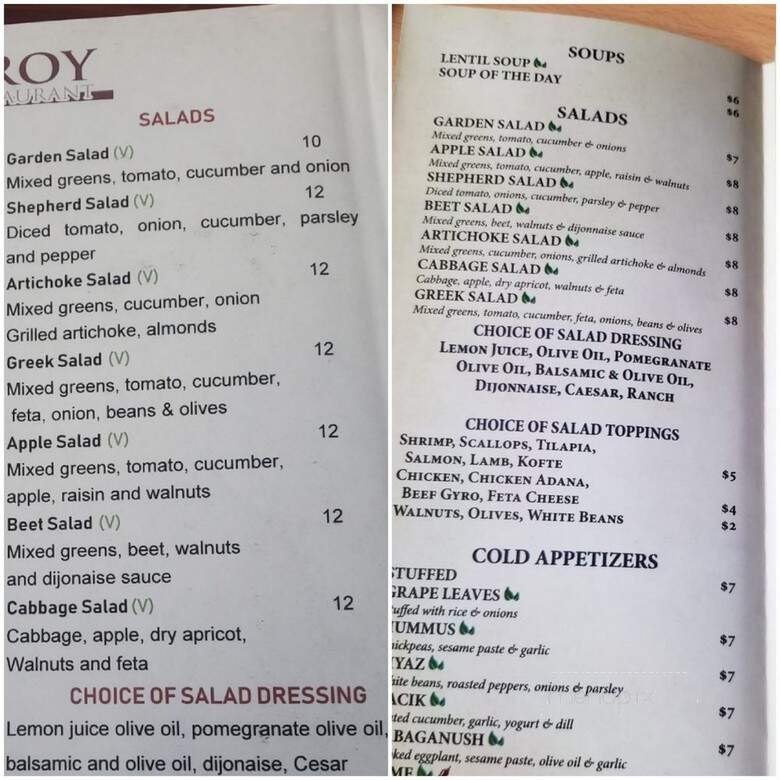 ROY
AURANT
SALADS
Garden Salad (V) 10
Mixed greens, tomato, cucumber and onion
Shepherd Salad (V) 12
Diced tomato, onion, cucumber, parsley
and pepper
Artichoke Salad (V) 12
Mixed greens, cucumber, onion
Grilled artichoke, almonds
Greek Salad (V) 12
Mixed greens, tomato, cucumber,
feta, onion, beans & olives
Apple Salad (V) 12
Mixed greens, tomato, cucumber,
apple, raisin and walnuts
Beet Salad (V) 12
Mixed greens, beet, walnuts
and dijonaise sauce
Cabbage Salad (V) 12
Cabbage, apple, dry apricot,
Walnuts and feta
CHOICE OF SALAD DRESSING
Lemon juice olive oil, pomegranate olive oil,
balsamic and olive oil, dijonaise, Cesar
SOUPS
LENTIL SOUP $6
SOUP OF THE DAY $6
SALADS
GARDEN SALAD $7
Mixed greens, tomato, cucumber & onions
APPLE SALAD $8
Mixed greens, tomato, cucumber, apple, raisin & walnuts
SHEPHERD SALAD $8
Diced tomato, onions, cucumber, parsley & pepper
BEET SALAD $8
Mixed greens, beet, walnuts & dijonnaise sauce
ARTICHOKE SALAD $8
Mixed greens, cucumber, onions, grilled artichoke & almonds
CABBAGE SALAD $8
Cabbage, apple, dry apricot, walnuts & feta
GREEK SALAD $8
Mixed greens, tomato, cucumber, feta, onions, beans & olives
CHOICE OF SALAD DRESSING
LEMON JUICE, OLIVE OIL, POMEGRANATE
OLIVE OIL, BALSAMIC & OLIVE OIL,
DIJONNAISE, CAESAR, RANCH
CHOICE OF SALAD TOPPINGS
SHRIMP, SCALLOPS, TILAPIA,
SALMON, LAMB, KOFTE $5
CHICKEN, CHICKEN ADANA,
BEEF GYRO, FETA CHEESE $4
WALNUTS, OLIVES, WHITE BEANS $2
COLD APPETIZERS
STUFFED
GRAPE LEAVES $7
uffed with rice & onions
HUMMUS $7
ickpeas, sesame paste & garlic
YAZ $7
ite beans, roasted peppers, onions & parsley
ACIK $7
ted cucumber, garlic, yogurt & dill
BAGANUSH $7
ked eggplant, sesame paste, olive oil & garlic
ME